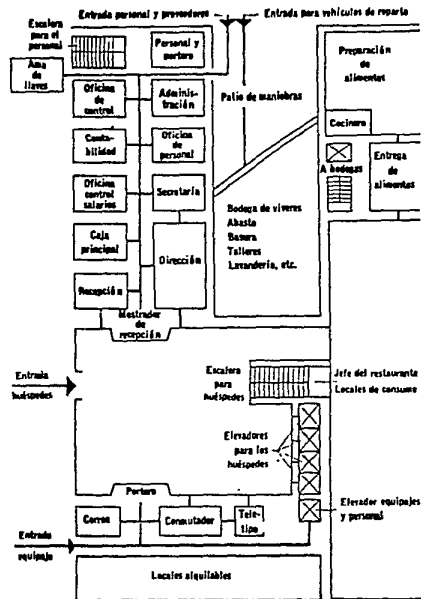 Entrada personal y proveedores
Entrada para vehículos de reparto
Escalera
para el
personal
Personal y
portero
Preparación
de
alimentos
Ama
de
llaves
Oficina
de
control
Adminis-
tración
Patio de maniobras
Cocinero
Conta-
bilidad
Oficina
de
personal
Entrega
de
alimentos
A bodegas
Oficina
control
salarios
Secretaría
Bodega de víveres
Abasto
Basura
Talleres
Lavandería, etc.
Caja
principal
Dirección
Recepción
Mostrador
de
recepción
Entrada
huéspedes
Escalera
para
huéspedes
Jefe del restaurante
Locales de consumo
Elevadores
para los
huéspedes
Portero
Elevador equipajes
y personal
Correo
Conmutador
Tele-
tipo
Entrada
equipaje
Locales alquilables